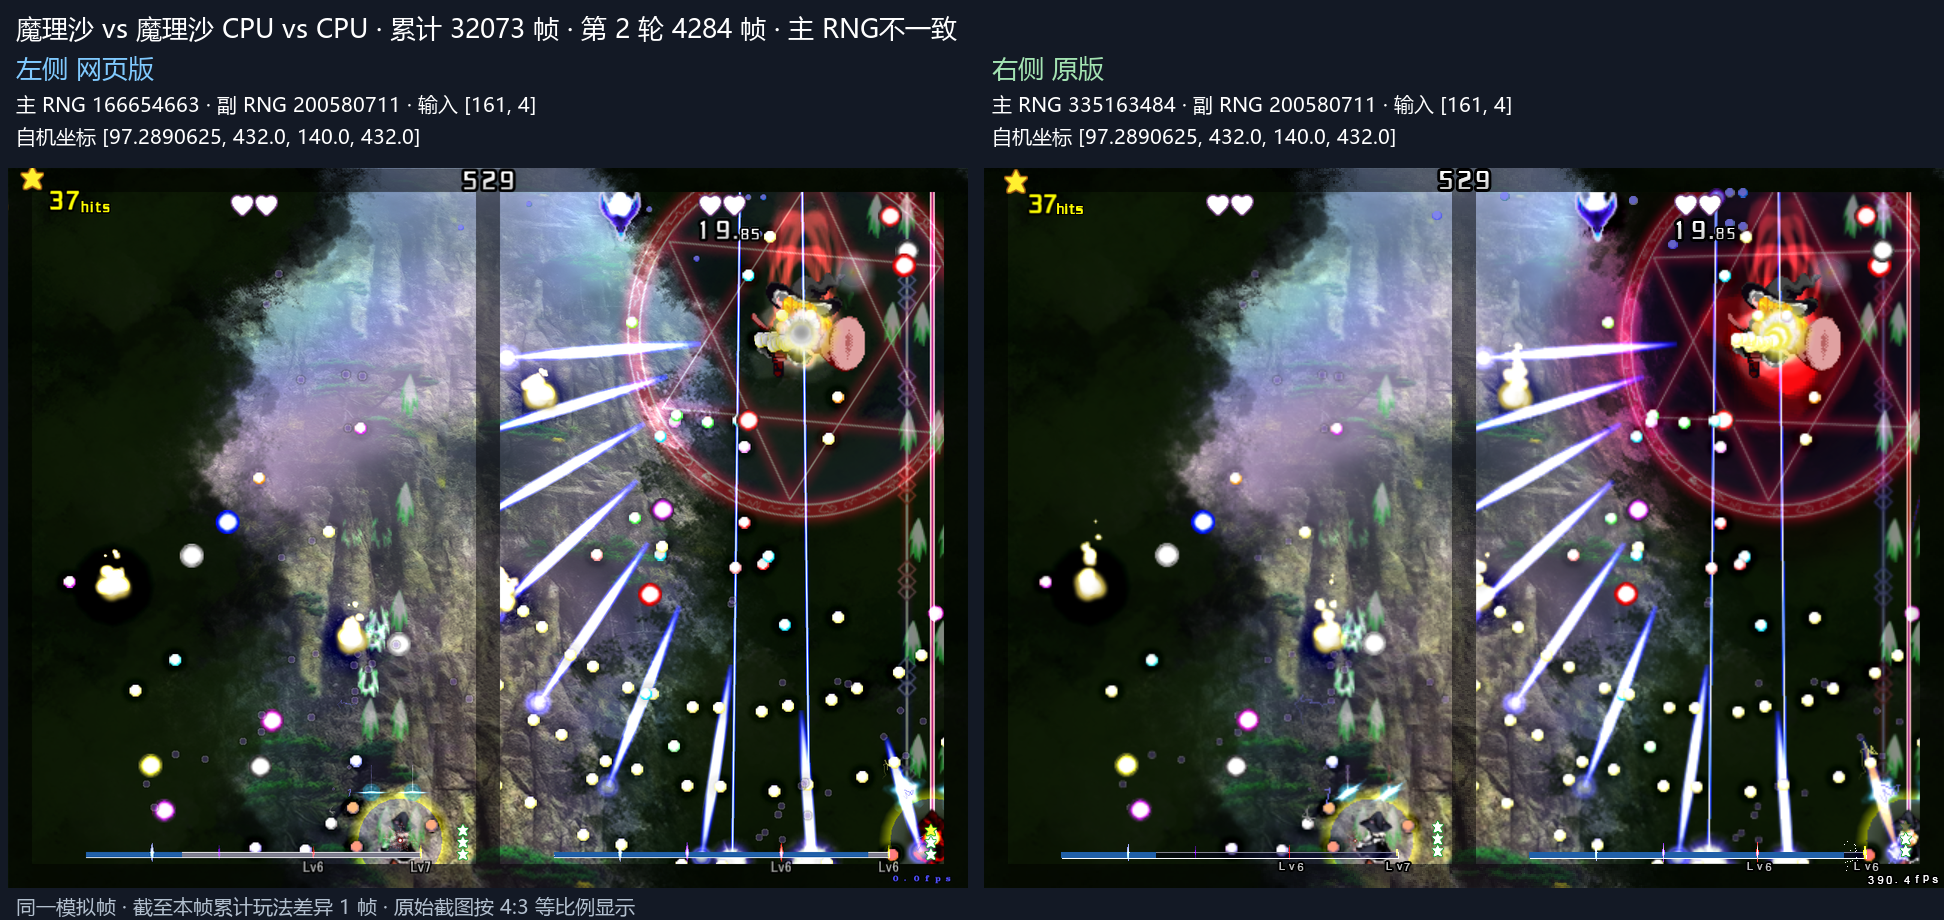 魔理沙 vs 魔理沙 CPU vs CPU · 累计 32073 帧 · 第 2 轮 4284 帧 · 主 RNG不一致
左侧 网页版
主 RNG 166654663 · 副 RNG 200580711 · 输入 [161, 4]
自机坐标 [97.2890625, 432.0, 140.0, 432.0]
右侧 原版
主 RNG 335163484 · 副 RNG 200580711 · 输入 [161, 4]
自机坐标 [97.2890625, 432.0, 140.0, 432.0]
529
37hits
19.85
Lv6
Lv7
Lv6
Lv6
0.0fps
529
37hits
19.85
Lv6
Lv7
Lv6
Lv6
390.4fps
同一模拟帧 · 截至本帧累计玩法差异 1 帧 · 原始截图按 4:3 等比例显示